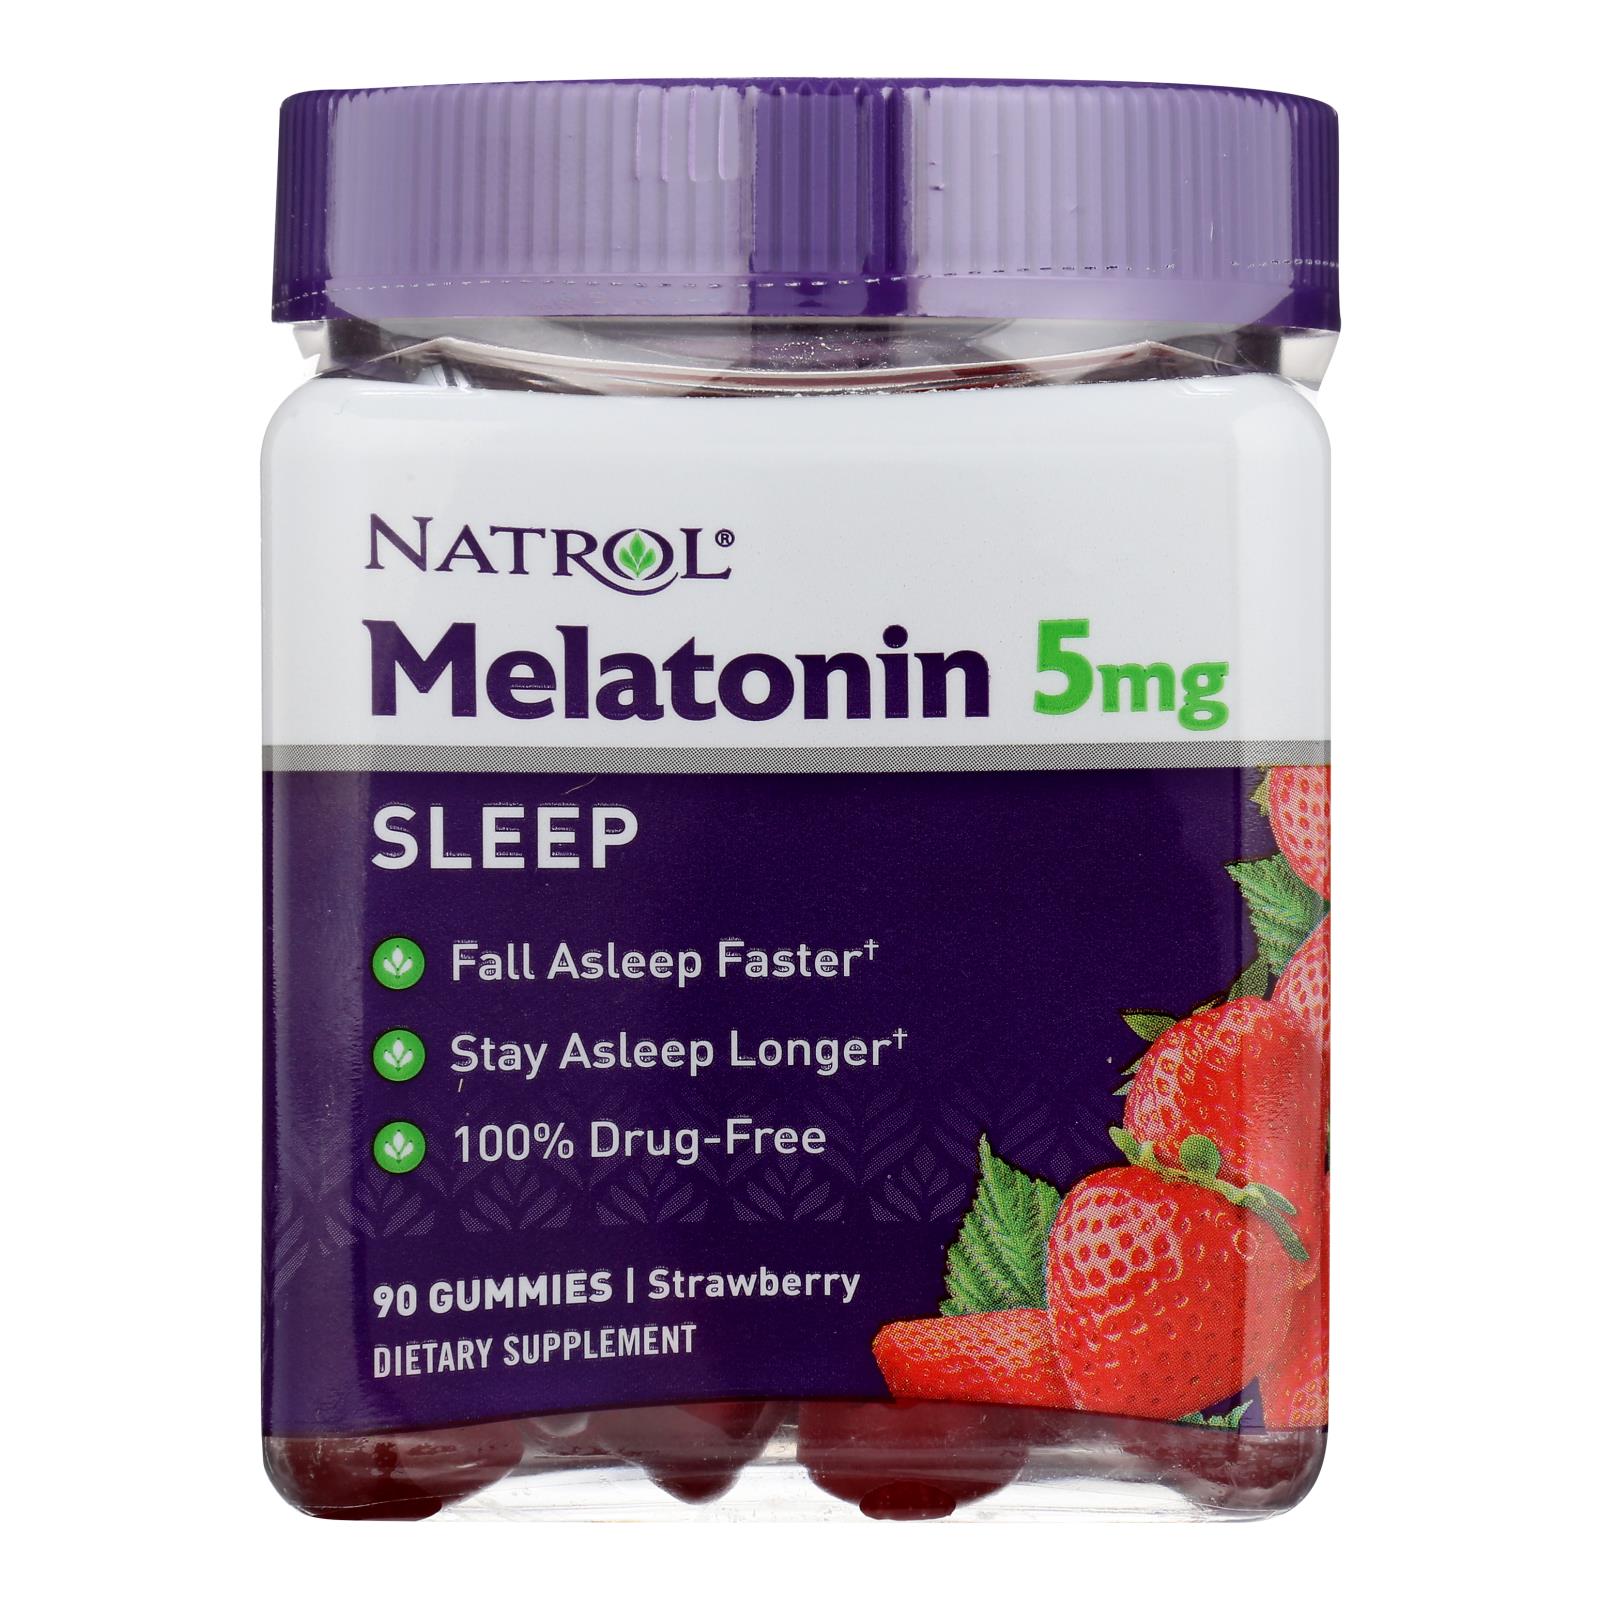 NATROL®
Melatonin 5mg
SLEEP
Fall Asleep Faster†
Stay Asleep Longer†
100% Drug-Free
90 GUMMIES | Strawberry
DIETARY SUPPLEMENT